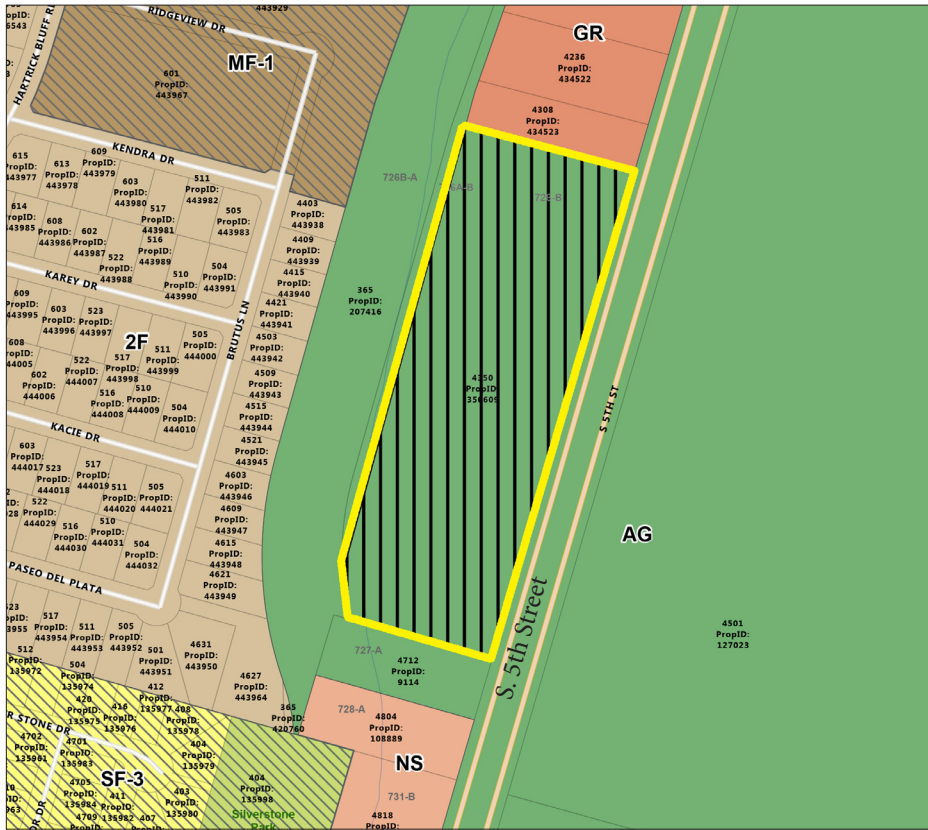 443929
RIDGEVIEW DR
6543
HARTRICK BLUFF
MF-1
601
PropID:
443967
GR
4236
PropID:
434522
4308
PropID:
434523
KENDRA DR
615
443977
613
PropID:
443978
609
PropID:
443979
603
PropID:
443980
511
PropID:
443982
517
PropID:
443981
505
PropID:
443983
614
443985
608
PropID:
443986
602
PropID:
443987
516
PropID:
443989
522
PropID:
443988
510
PropID:
443990
504
PropID:
443991
4403
PropID:
443938
4409
PropID:
443939
4415
PropID:
443940
4421
PropID:
443941
4503
PropID:
443942
4509
PropID:
443943
4515
PropID:
443944
4521
PropID:
443945
4603
PropID:
443946
4609
PropID:
443947
4615
PropID:
443948
4621
PropID:
443949
726B-A
365
PropID:
207416
4350
PropID:
KAREY DR
BRUTUS LN
2F
609
PropID:
443995
603
PropID:
443996
523
PropID:
443997
517
PropID:
443998
511
PropID:
443999
505
PropID:
444000
608
PropID:
44005
602
PropID:
444006
522
PropID:
444007
516
PropID:
444008
510
PropID:
444009
504
PropID:
444010
KACIE DR
603
PropID:
444017
523
PropID:
444018
517
PropID:
444019
511
PropID:
444020
505
PropID:
444021
522
PropID:
444029
516
PropID:
444030
510
PropID:
444031
504
PropID:
444032
PASEO DEL PLATA
517
PropID:
443954
511
PropID:
443953
505
PropID:
443952
501
PropID:
443951
4631
PropID:
443950
4627
PropID:
443964
S 5TH ST
S. 5th Street
AG
4501
PropID:
127023
727-A
4712
PropID:
9114
365
PropID:
420760
728-A
4804
PropID:
108889
NS
731-B
4818
PropID:
512
PropID:
135972
504
PropID:
135974
420
PropID:
135975
416
PropID:
135976
412
PropID:
135977
408
PropID:
135978
404
PropID:
135979
STONE DR
4702
PropID:
135961
4701
PropID:
135983
SF-3
4705
PropID:
135984
411
PropID:
135982
403
PropID:
135980
4709
407
404
PropID:
135998
Silverstone
Park